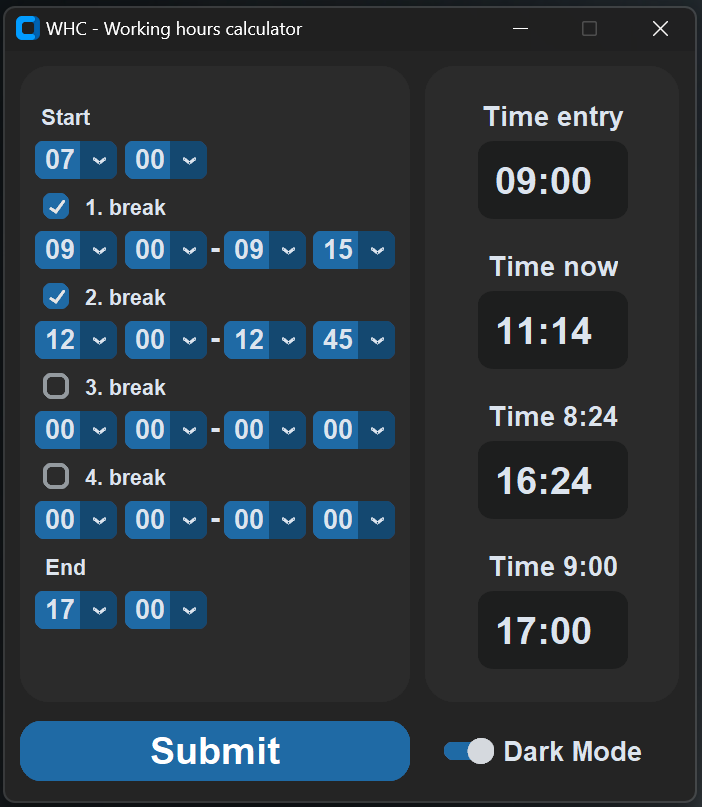 WHC - Working hours calculator
Start
07 00
1. break
09 00 - 09 15
2. break
12 00 - 12 45
3. break
00 00 - 00 00
4. break
00 00 - 00 00
End
17 00
Submit
Time entry
09:00
Time now
11:14
Time 8:24
16:24
Time 9:00
17:00
Dark Mode